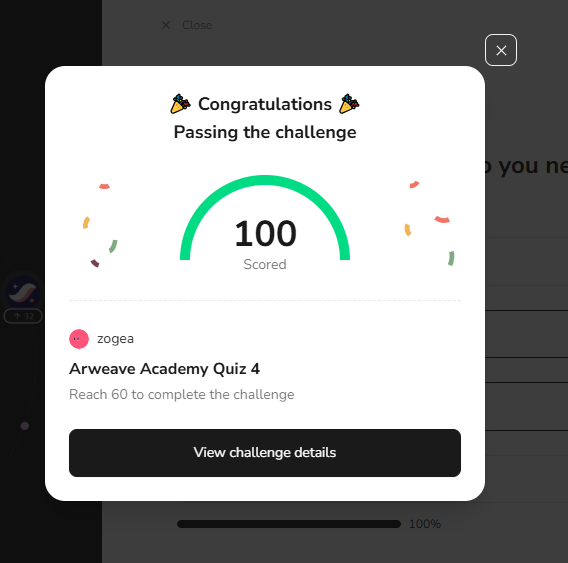 Close
Congratulations
Passing the challenge
o you ne
100
Scored
32
zogea
Arweave Academy Quiz 4
Reach 60 to complete the challenge
View challenge details
100%